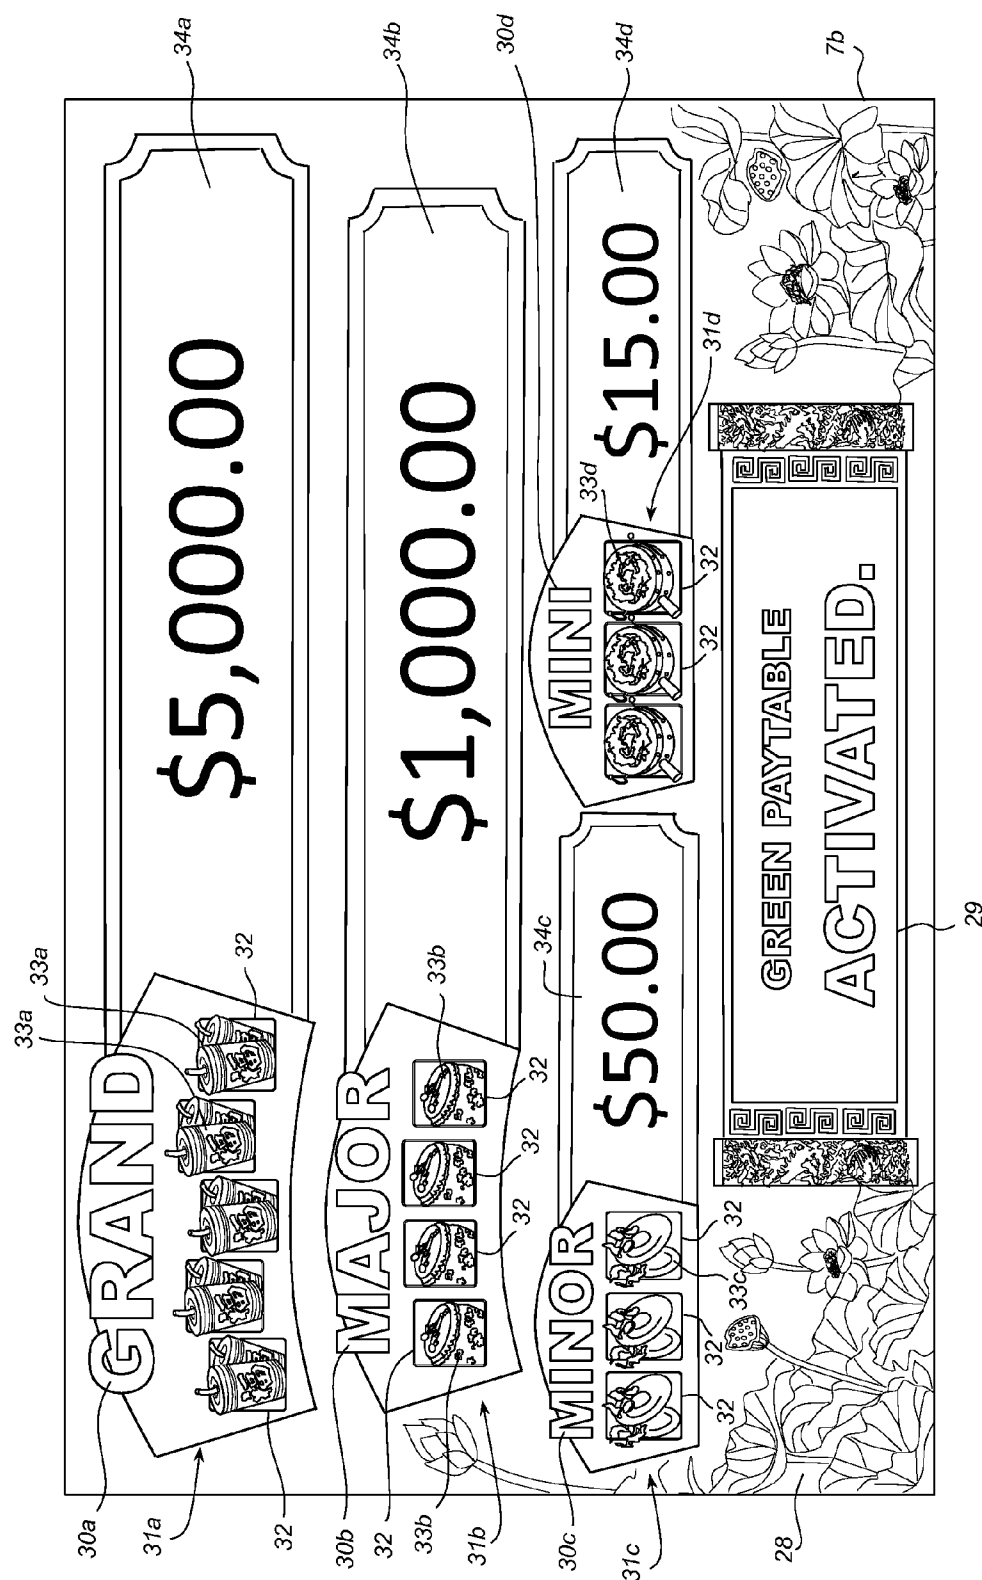 30a
GRAND
33a
33a
32
$5,000.00
34a
31a
32
30b
MAJOR
33b
$1,000.00
34b
32
32
32
32
33b
31b
30c
MINOR
34c
$50.00
30d
MINI
33d
$15.00
34d
31d
32
32
32
32
32
33c
31c
28
GREEN PAYTABLE
ACTIVATED.
29
7b